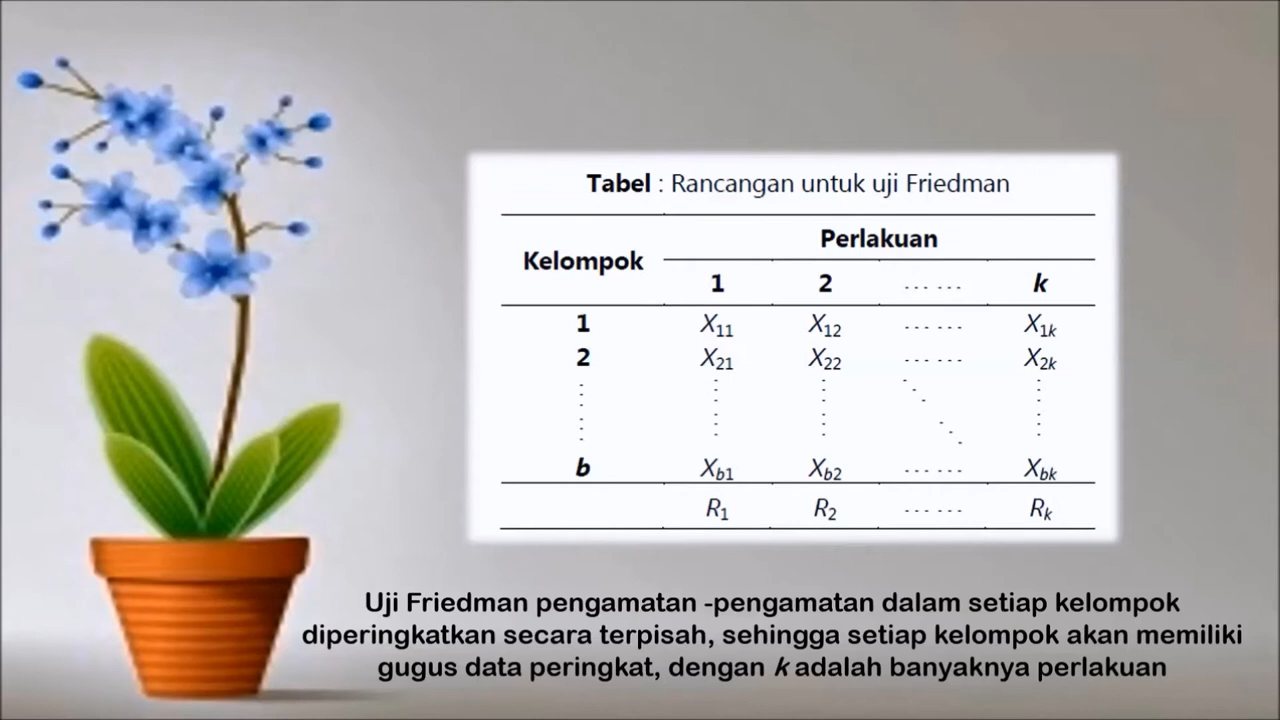 Tabel : Rancangan untuk uji Friedman
Kelompok Perlakuan
1 2 ...... k
1 X11 X12 ...... X1k
2 X21 X22 ...... X2k
b Xb1 Xb2 ...... Xbk
R1 R2 ...... Rk
Uji Friedman pengamatan -pengamatan dalam setiap kelompok
diperingkatkan secara terpisah, sehingga setiap kelompok akan memiliki
gugus data peringkat, dengan k adalah banyaknya perlakuan